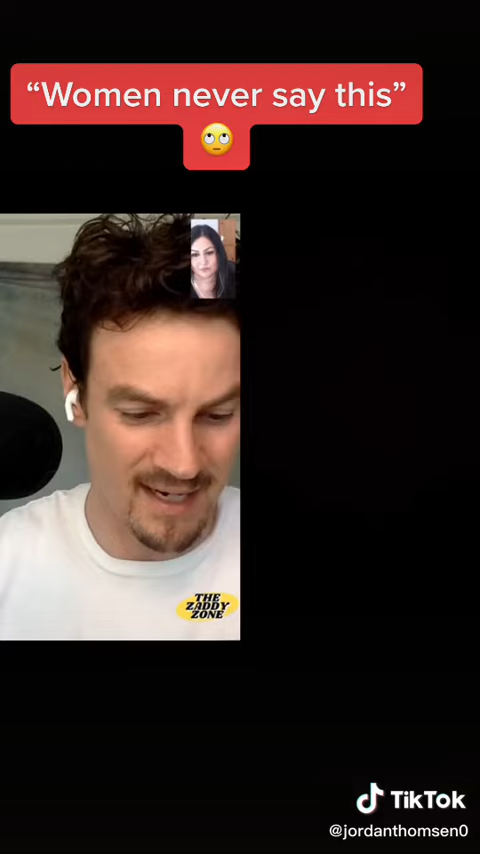 “Women never say this”
🙄
THE
ZADDY
ZONE
TikTok
@jordanthomsen0